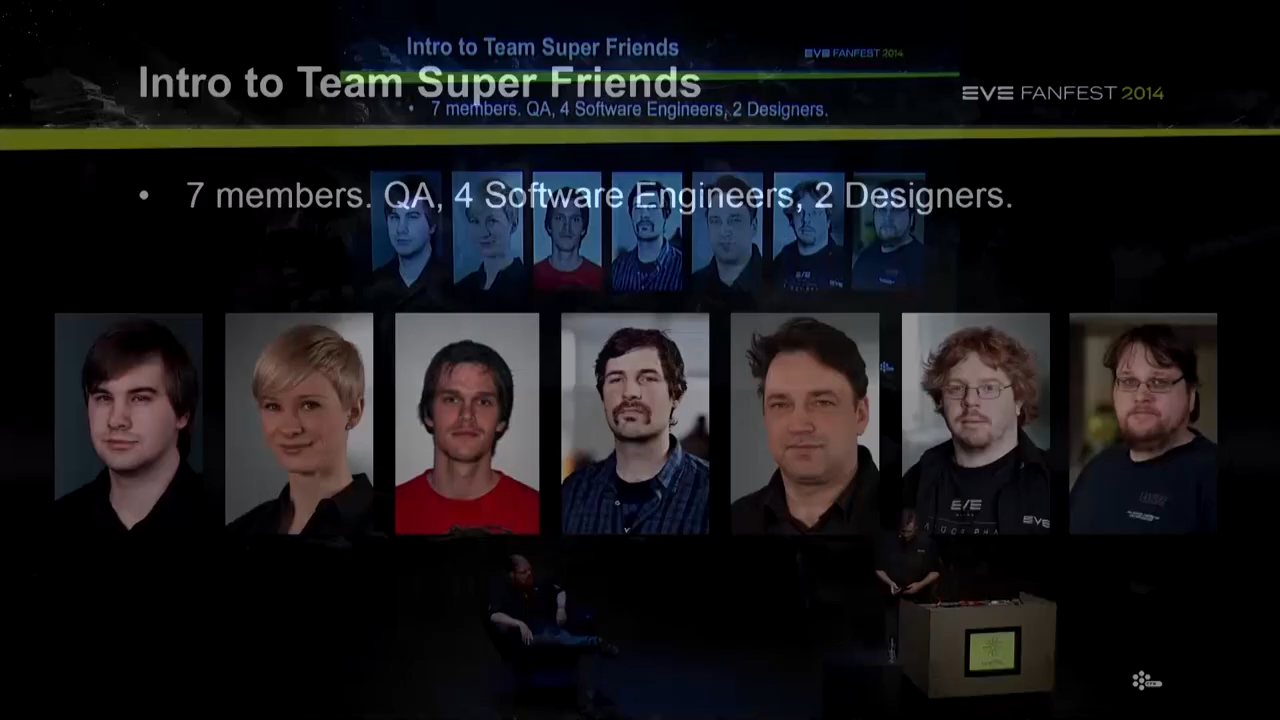 Intro to Team Super Friends
EVE FANFEST 2014
7 members. QA, 4 Software Engineers, 2 Designers.
Intro to Team Super Friends
EVE FANFEST 2014
• 7 members. QA, 4 Software Engineers, 2 Designers.
EVE
EVE